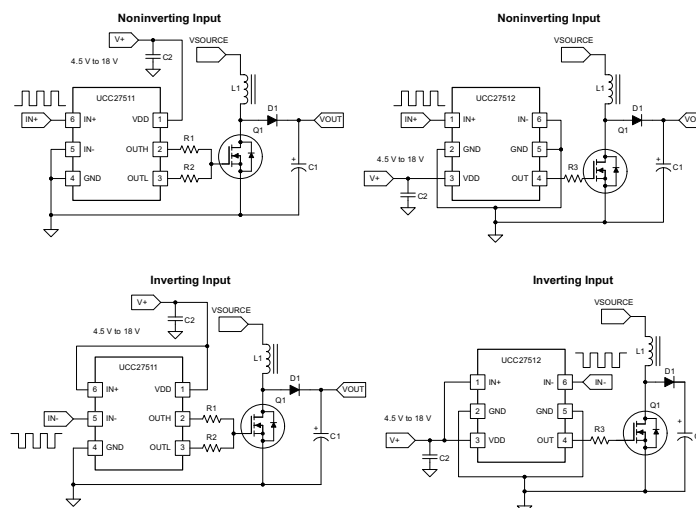 Noninverting Input
V+
VSOURCE
4.5 V to 18 V
C2
L1
UCC27511
D1
IN+
6
IN+
VDD
1
VOUT
R1
Q1
5
IN-
OUTH
2
R2
C1
+
4
GND
OUTL
3
Noninverting Input
VSOURCE
L1
UCC27512
D1
IN+
1
IN+
IN-
6
VO
Q1
2
GND
GND
5
+
C1
4.5 V to 18 V
R3
V+
3
VDD
OUT
4
C2
Inverting Input
V+
VSOURCE
C2
4.5 V to 18 V
L1
UCC27511
D1
6
IN+
VDD
1
VOUT
R1
Q1
IN-
5
IN-
OUTH
2
R2
+
C1
4
GND
OUTL
3
Inverting Input
VSOURCE
L1
UCC27512
D1
1
IN+
IN-
6
IN-
Q1
2
GND
GND
5
4.5 V to 18 V
R3
+
V+
3
VDD
OUT
4
C2